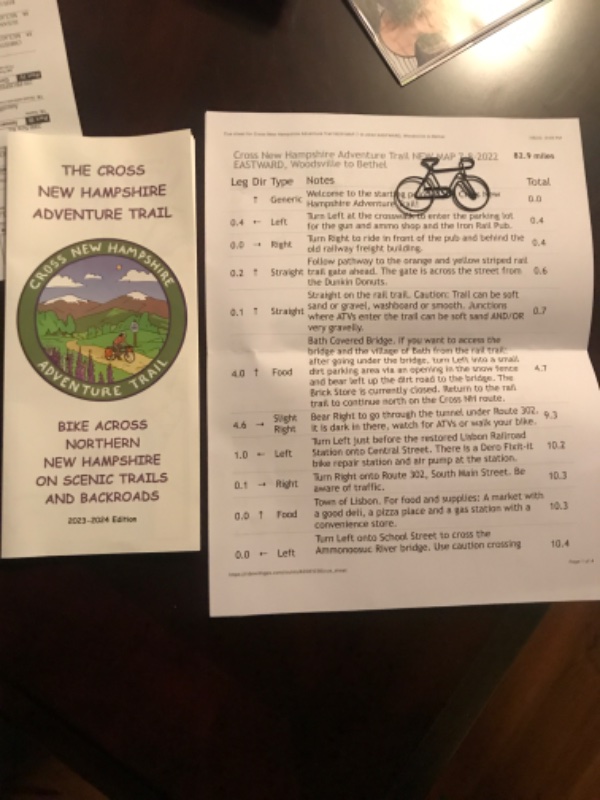 THE CROSS
NEW HAMPSHIRE
ADVENTURE TRAIL
CROSS NEW HAMPSHIRE
ADVENTURE TRAIL
BIKE ACROSS
NORTHERN
NEW HAMPSHIRE
ON SCENIC TRAILS
AND BACKROADS
2023-2024 Edition
Cross New Hampshire Adventure Trail NEW MAP 2022 82.9 miles
EASTWARD, Woodsville to Bethel
Leg Dir Type Notes Total
↑ Generic Welcome to the starting New 0.0
Hampshire Adventure Trail!
0.4 ← Left Turn Left at the crosswalk to enter the parking lot 0.4
for the gun and ammo shop and the Iron Rail Pub.
0.0 → Right Turn Right to ride in front of the pub and behind the 0.4
old railway freight building.
0.2 ↑ Straight Follow pathway to the orange and yellow striped rail 0.6
trail gate ahead. The gate is across the street from
the Dunkin Donuts.
0.1 ↑ Straight Straight on the rail trail. Caution: Trail can be soft 0.7
sand or gravel, washboard or smooth. Junctions
where ATVs enter the trail can be soft sand AND/OR
very gravelly.
4.0 ↑ Food Bath Covered Bridge. If you want to access the 4.7
bridge and the village of Bath from the rail trail:
after going under the bridge, turn Left into a small
dirt parking area via an opening in the snow fence
and bear left up the dirt road to the bridge. The
Brick Store is currently closed. Return to the rail
trail to continue north on the Cross NH route.
4.6 → Slight Right Bear Right to go through the tunnel under Route 302, 9.3
it is dark in there, watch for ATVs or walk your bike.
1.0 ← Left Turn Left just before the restored Lisbon Railroad 10.2
Station onto Central Street. There is a Dero Fixit-it
bike repair station and air pump at the station.
0.1 → Right Turn Right onto Route 302, South Main Street. Be 10.3
aware of traffic.
0.0 ↑ Food Town of Lisbon. For food and supplies: A market with 10.3
a good deli, a pizza place and a gas station with a
convenience store.
0.0 ← Left Turn Left onto School Street to cross the 10.4
Ammonoosuc River bridge. Use caution crossing